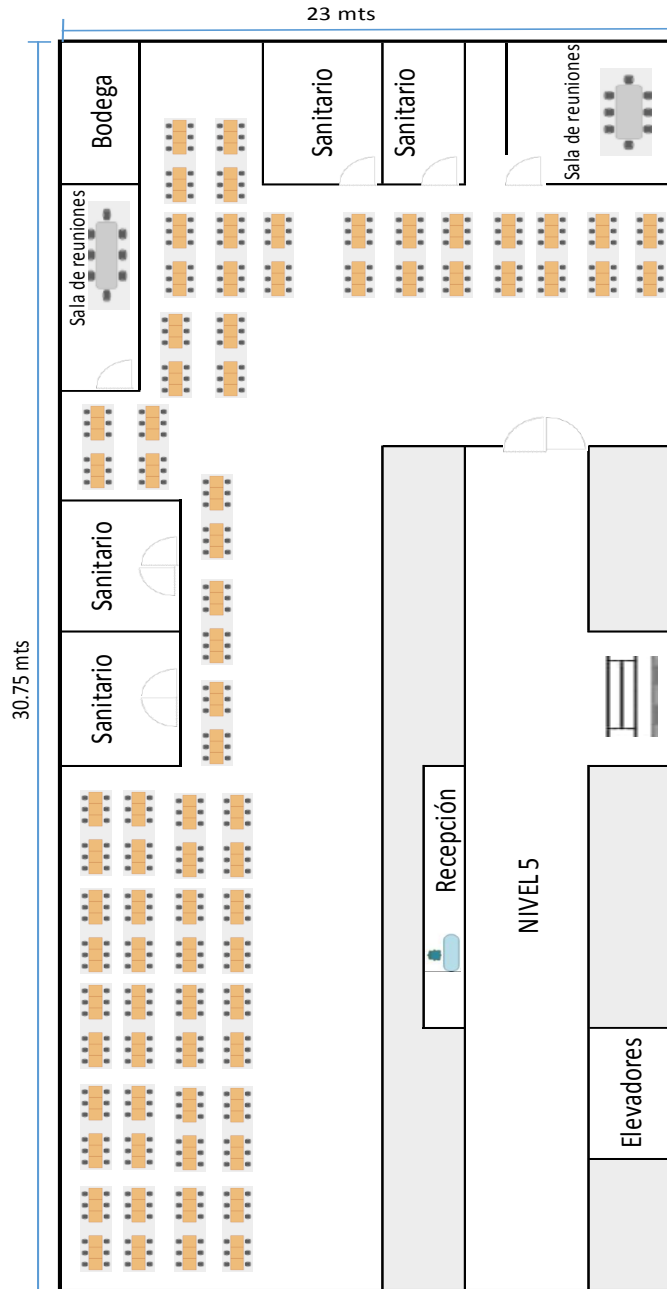 23 mts
30.75 mts
Bodega
Sanitario
Sanitario
Sala de reuniones
Sala de reuniones
Sanitario
Sanitario
Recepción
NIVEL 5
Elevadores